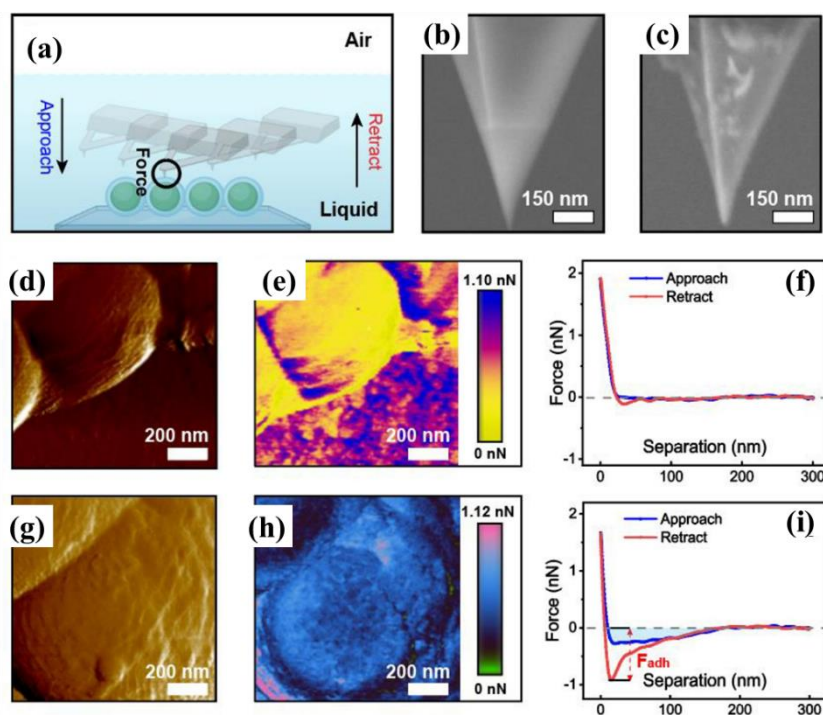 (a)
Air
Approach
Force
Retract
Liquid
(b)
150 nm
(c)
150 nm
(d)
200 nm
(e)
1.10 nN
0 nN
200 nm
(f)
Approach
Retract
Force (nN)
2
1
0
-1
Separation (nm)
0 100 200 300
(g)
200 nm
(h)
1.12 nN
0 nN
200 nm
(i)
Approach
Retract
Force (nN)
2
1
0
-1
Fadh
Separation (nm)
0 100 200 300